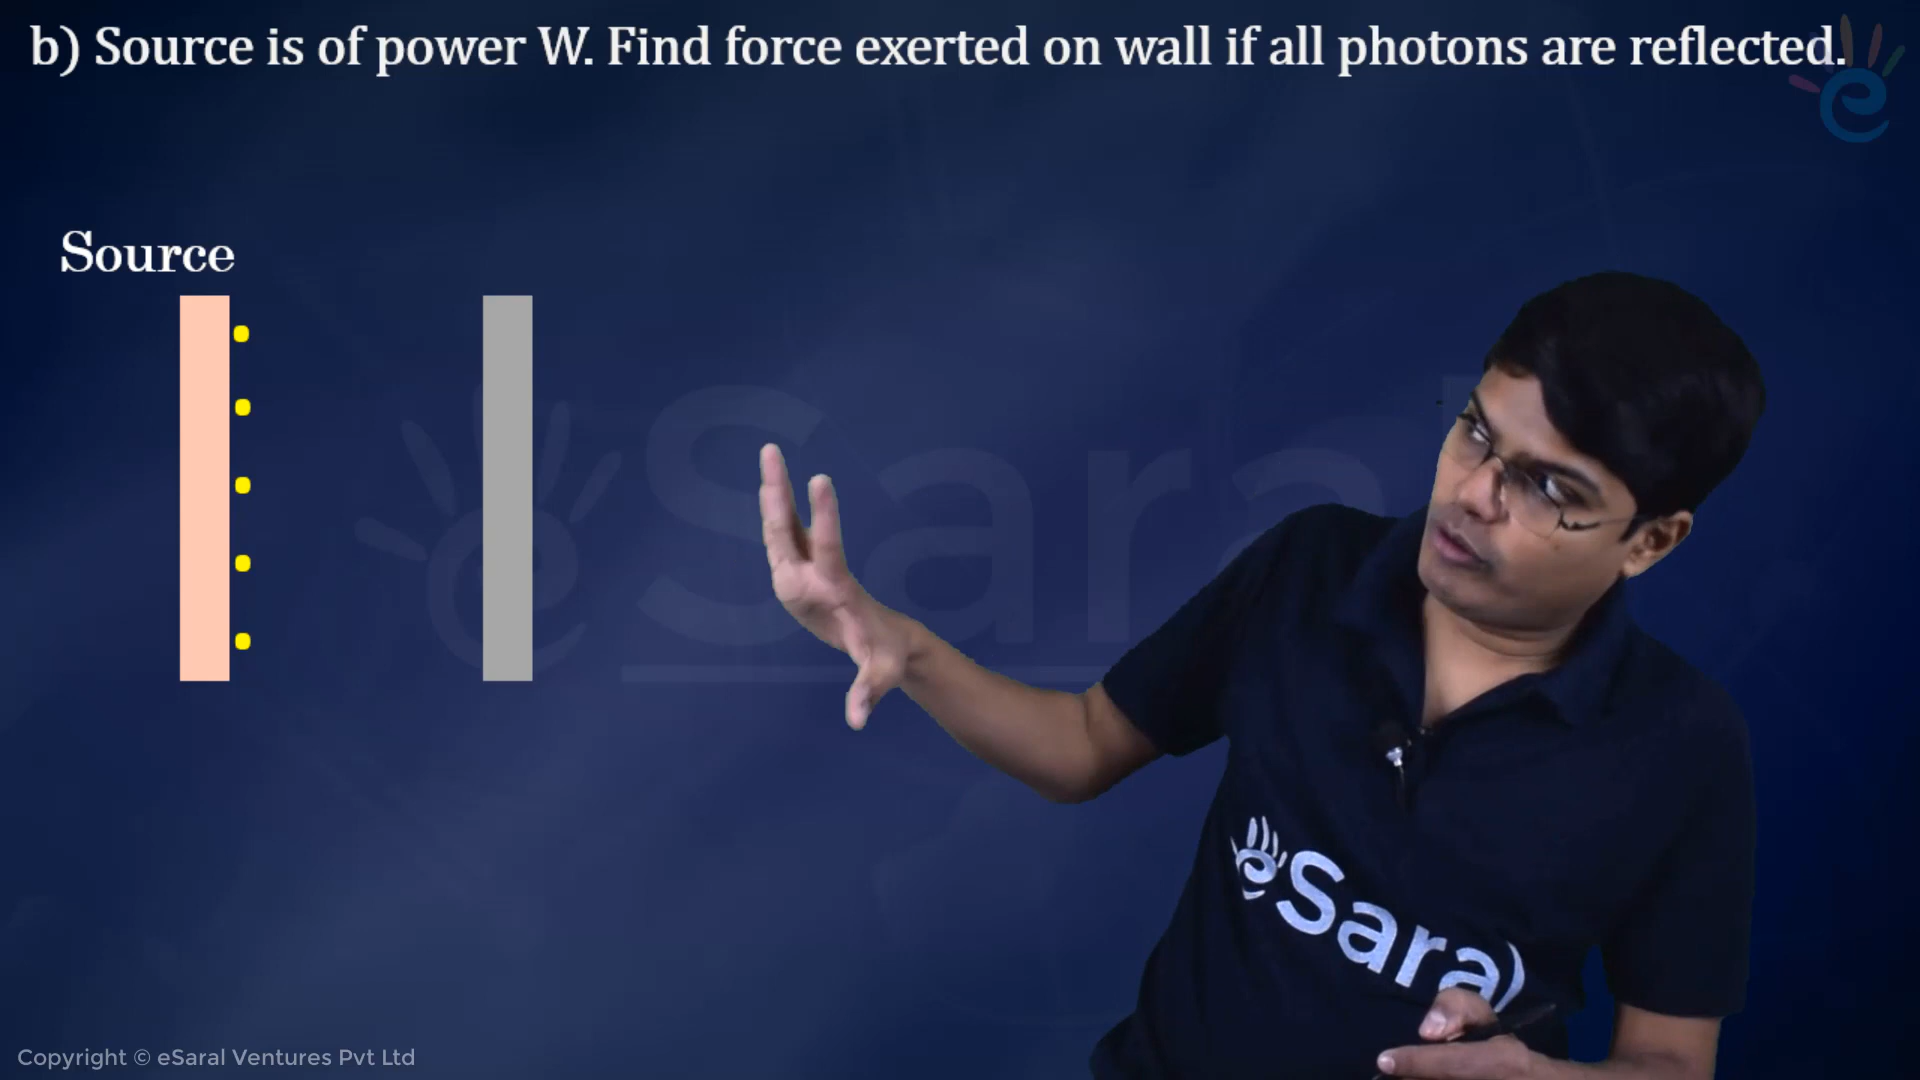 b) Source is of power W. Find force exerted on wall if all photons are reflected.
Source
eSaral
eSaral
Copyright © eSaral Ventures Pvt Ltd